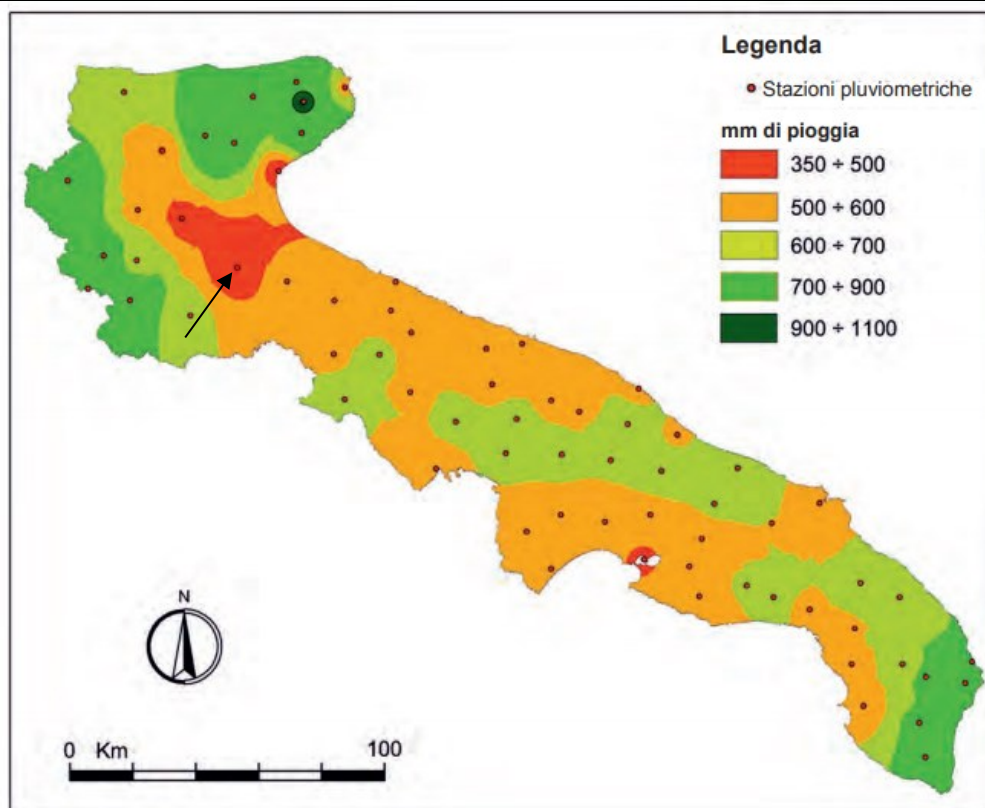 Legenda
Stazioni pluviometriche
mm di pioggia
350 ÷ 500
500 ÷ 600
600 ÷ 700
700 ÷ 900
900 ÷ 1100
N
0 Km 100